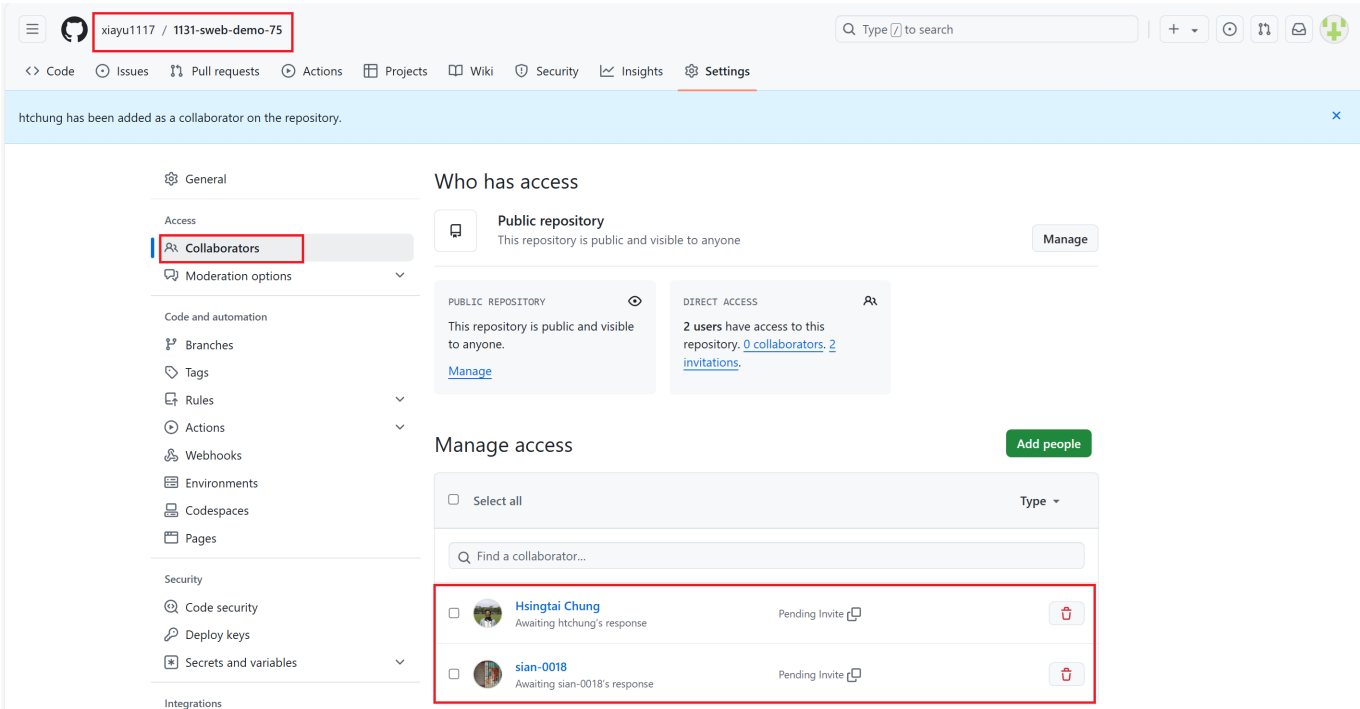 xiayu1117 / 1131-sweb-demo-75
Type / to search
Code
Issues
Pull requests
Actions
Projects
Wiki
Security
Insights
Settings
htchung has been added as a collaborator on the repository.
General
Access
Collaborators
Moderation options
Code and automation
Branches
Tags
Rules
Actions
Webhooks
Environments
Codespaces
Pages
Security
Code security
Deploy keys
Secrets and variables
Integrations
Who has access
Public repository
This repository is public and visible to anyone
Manage
PUBLIC REPOSITORY
This repository is public and visible
to anyone.
Manage
DIRECT ACCESS
2 users have access to this
repository. 0 collaborators. 2
invitations.
Manage access
Add people
Select all
Type
Find a collaborator...
Hsingtai Chung
Awaiting htchung's response
Pending Invite
sian-0018
Awaiting sian-0018's response
Pending Invite